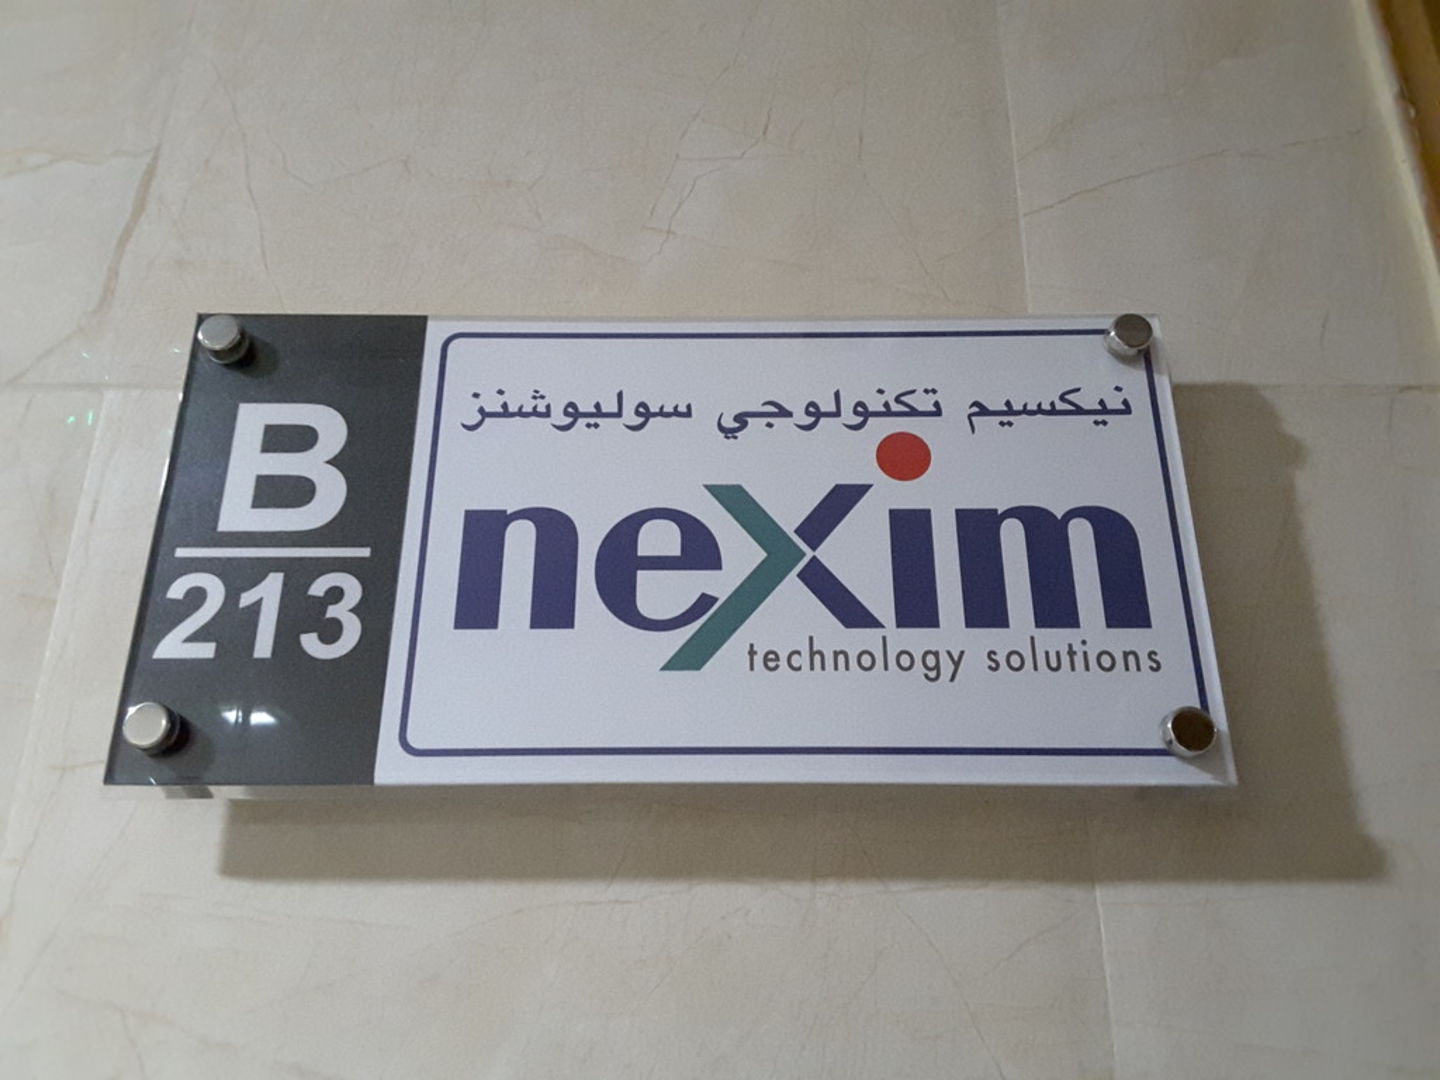 B
213
نيكسيم تكنولوجي سوليوشنز
nexim
technology solutions